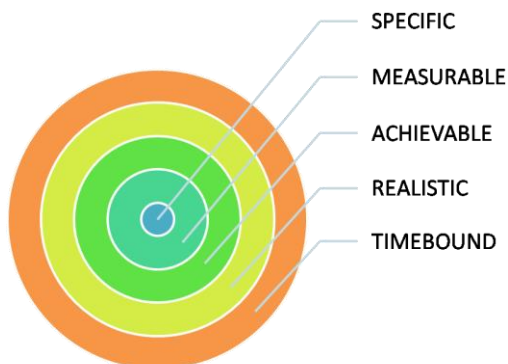 SPECIFIC
MEASURABLE
ACHIEVABLE
REALISTIC
TIMEBOUND